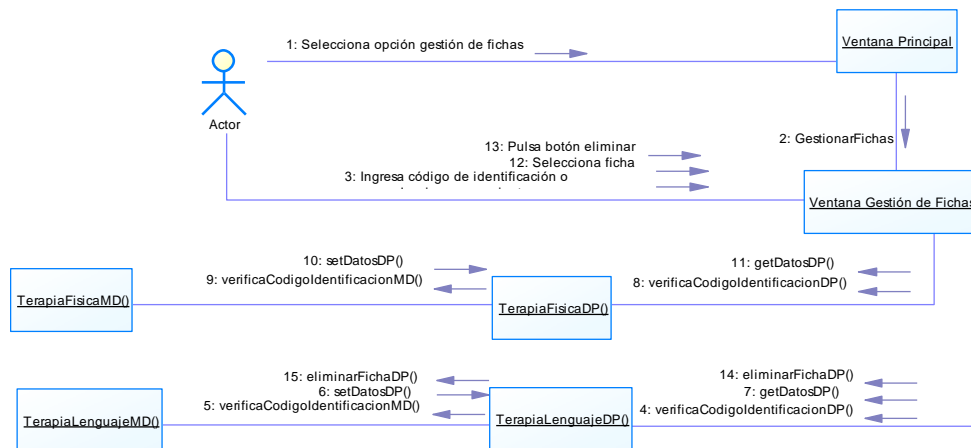 1: Selecciona opción gestión de fichas
Ventana Principal
Actor
2: GestionarFichas
13: Pulsa botón eliminar
12: Selecciona ficha
3: Ingresa código de identificación o
Ventana Gestión de Fichas
10: setDatosDP()
9: verificaCodigoIdentificacionMD()
11: getDatosDP()
8: verificaCodigoIdentificacionDP()
TerapiaFisicaMD()
TerapiaFisicaDP()
15: eliminarFichaDP()
6: setDatosDP()
5: verificaCodigoIdentificacionMD()
14: eliminarFichaDP()
7: getDatosDP()
4: verificaCodigoIdentificacionDP()
TerapiaLenguajeMD()
TerapiaLenguajeDP()